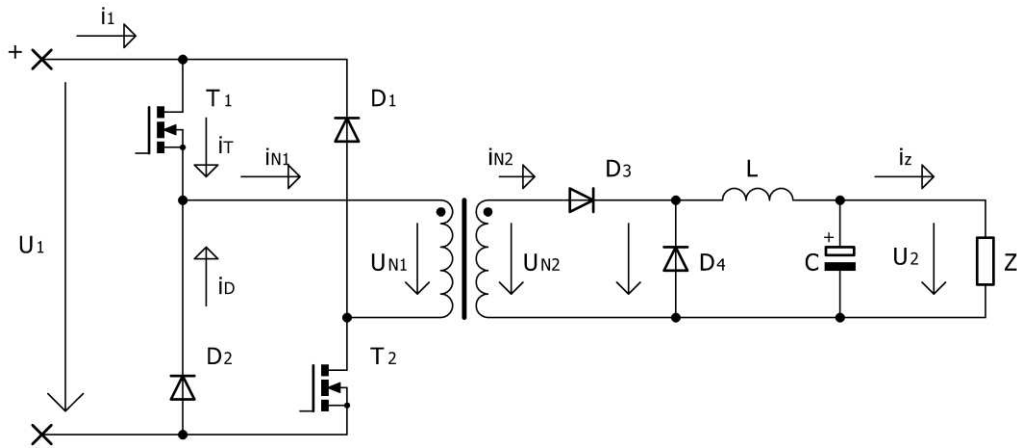 i1
+
T1
D1
iT
iN1
iN2
D3
L
iz
U1
iD
UN1
UN2
D4
C
+
U2
Z
D2
T2